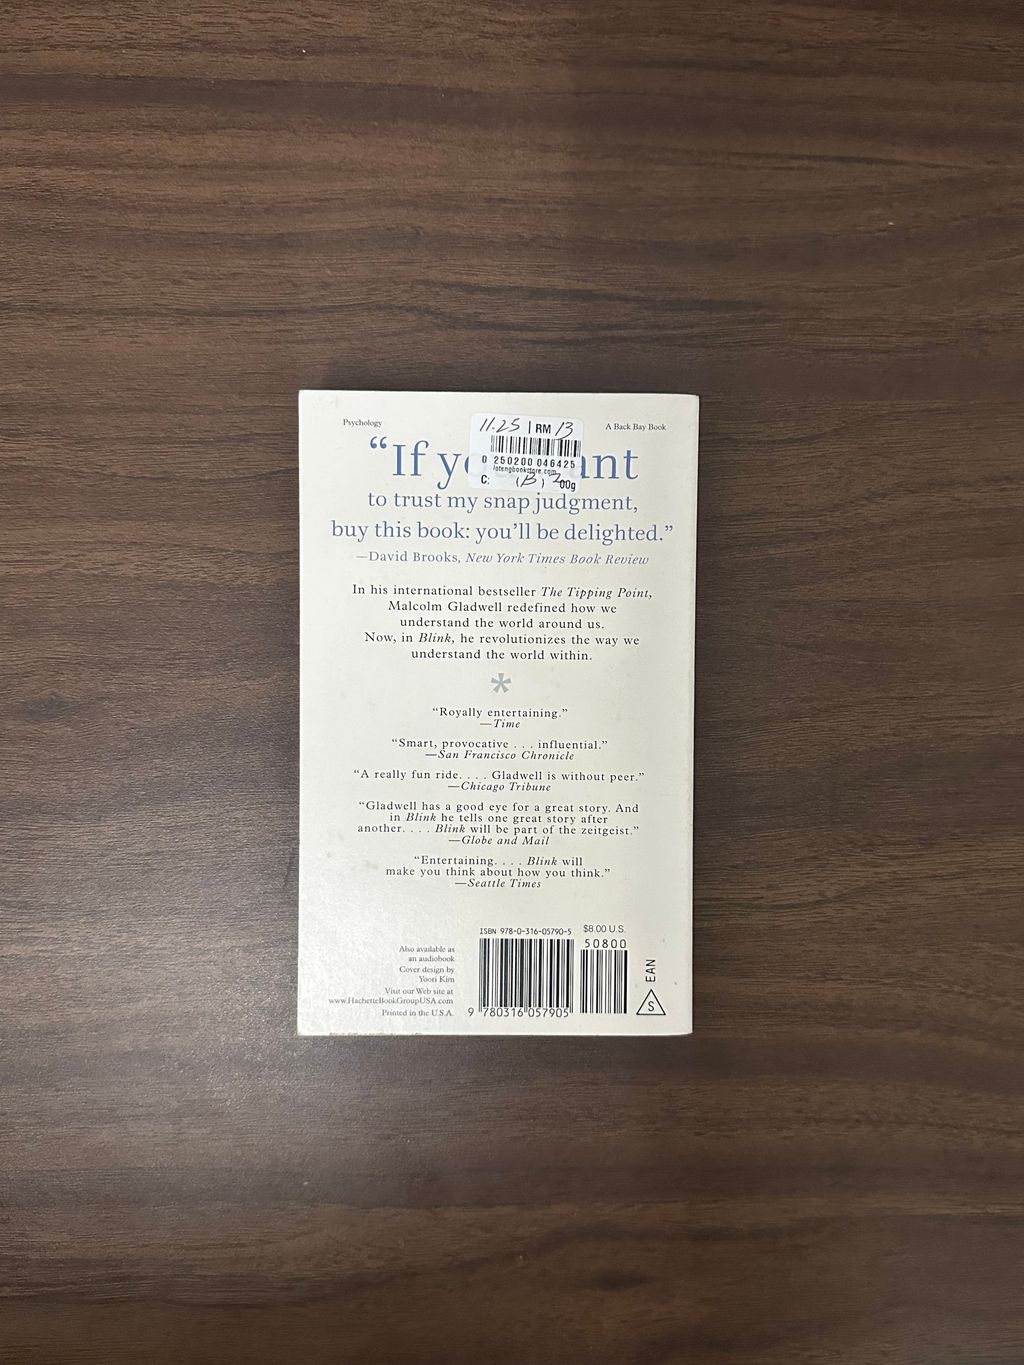 Psychology
11.25 | RM 13
A Back Bay Book
0 250200 046425
lotengbookstore.com
C: (B) 200g
“If yo ant
to trust my snap judgment,
buy this book: you’ll be delighted.”
—David Brooks, New York Times Book Review
In his international bestseller The Tipping Point,
Malcolm Gladwell redefined how we
understand the world around us.
Now, in Blink, he revolutionizes the way we
understand the world within.
*
“Royally entertaining.”
—Time
“Smart, provocative . . . influential.”
—San Francisco Chronicle
“A really fun ride. . . . Gladwell is without peer.”
—Chicago Tribune
“Gladwell has a good eye for a great story. And
in Blink he tells one great story after
another. . . . Blink will be part of the zeitgeist.”
—Globe and Mail
“Entertaining. . . . Blink will
make you think about how you think.”
—Seattle Times
Also available as
an audiobook
Cover design by
Yoori Kim
Visit our Web site at
www.HachetteBookGroupUSA.com
Printed in the U.S.A.
ISBN 978-0-316-05790-5
$8.00 U.S.
50800
9 780316 057905
EAN
S